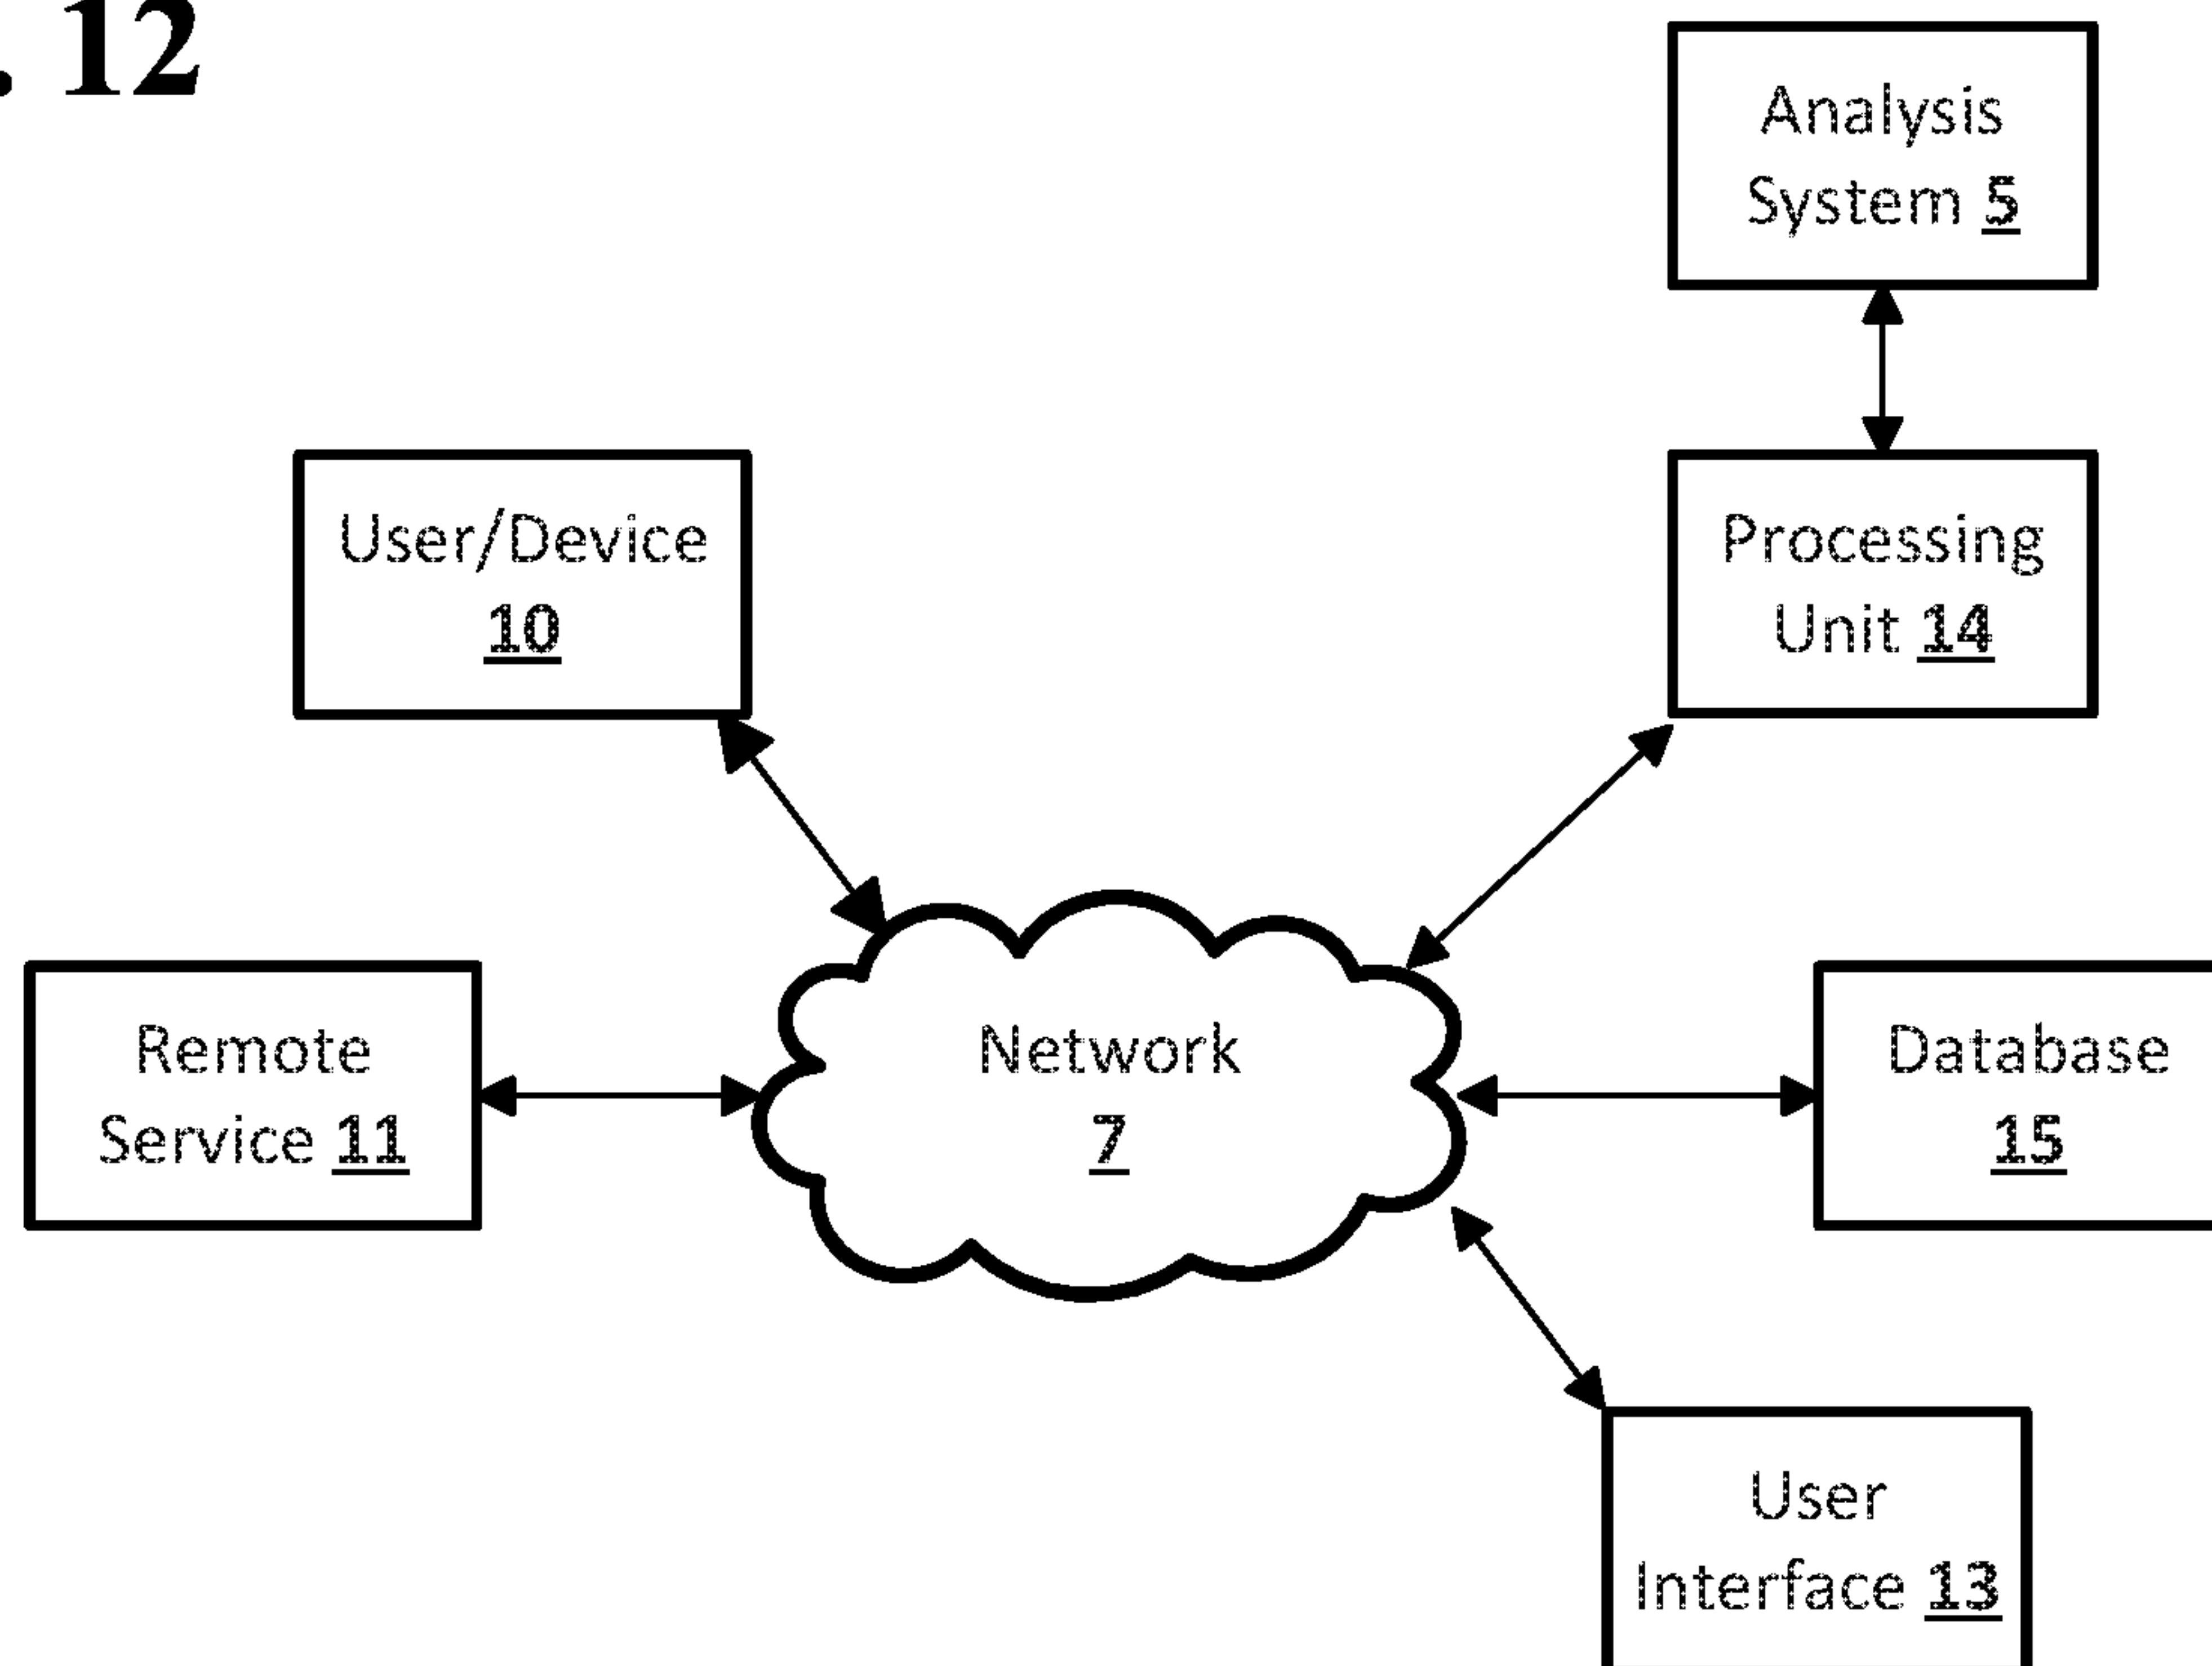 . 12
Analysis
System 5
User/Device
10
Processing
Unit 14
Remote
Service 11
Network
7
Database
15
User
Interface 13